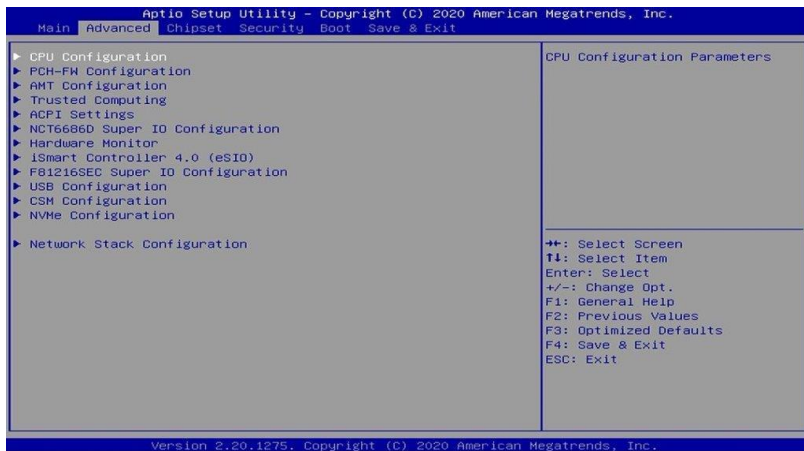 Aptio Setup Utility – Copyright (C) 2020 American Megatrends, Inc.
Main Advanced Chipset Security Boot Save & Exit
▶ CPU Configuration
▶ PCH-FW Configuration
▶ AMT Configuration
▶ Trusted Computing
▶ ACPI Settings
▶ NCT6686D Super IO Configuration
▶ Hardware Monitor
▶ iSmart Controller 4.0 (eSIO)
▶ F81216SEC Super IO Configuration
▶ USB Configuration
▶ CSM Configuration
▶ NVMe Configuration
▶ Network Stack Configuration
CPU Configuration Parameters
→←: Select Screen
↑↓: Select Item
Enter: Select
+/-: Change Opt.
F1: General Help
F2: Previous Values
F3: Optimized Defaults
F4: Save & Exit
ESC: Exit
Version 2.20.1275. Copyright (C) 2020 American Megatrends, Inc.